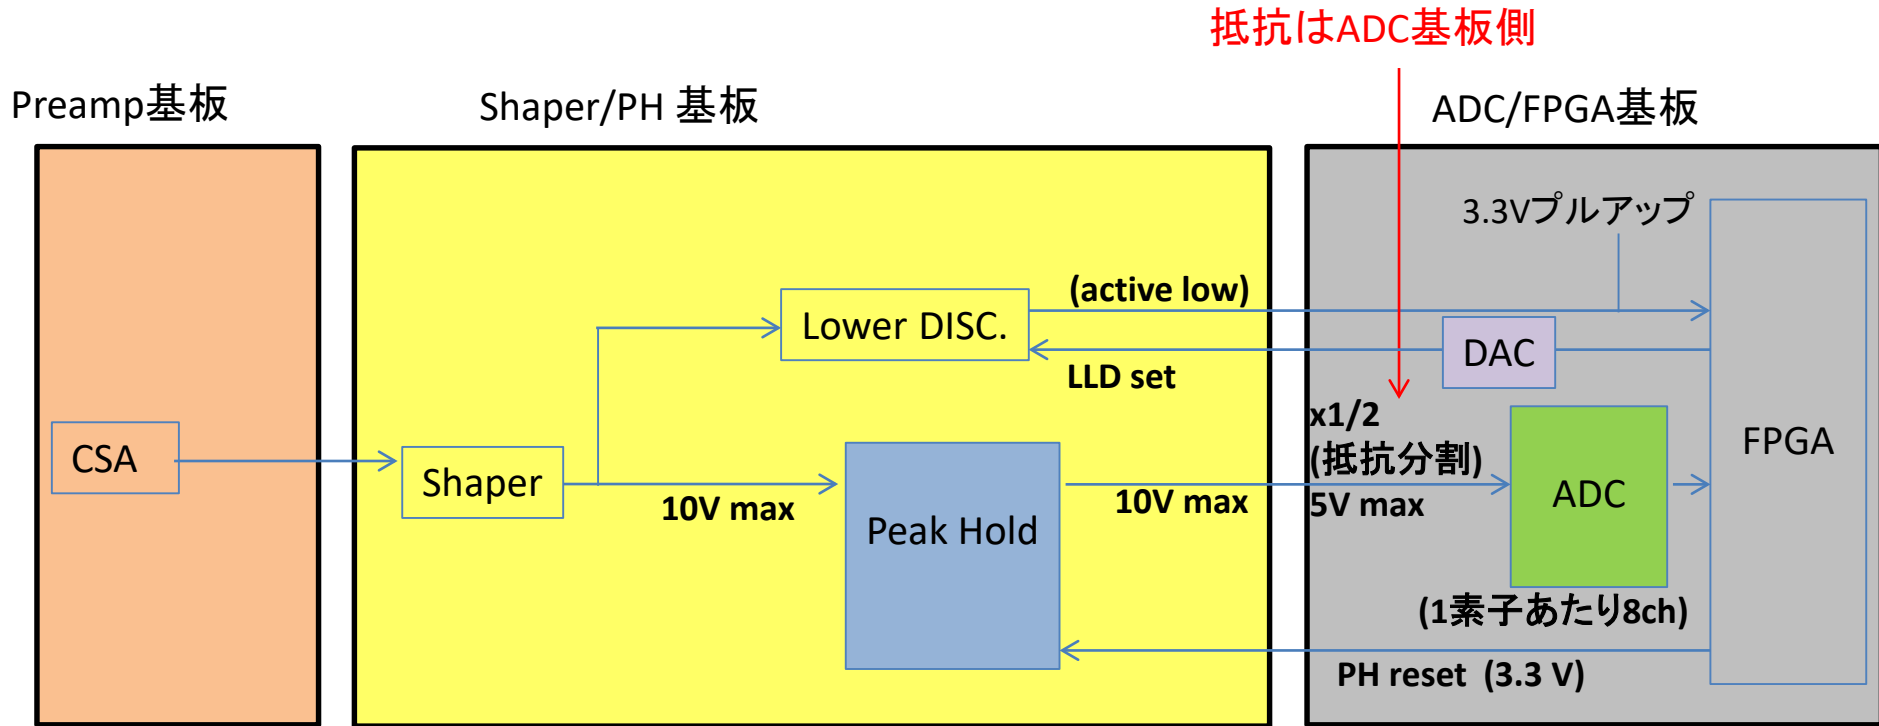 抵抗はADC基板側
Preamp基板
Shaper/PH 基板
ADC/FPGA基板
3.3Vプルアップ
(active low)
Lower DISC.
DAC
LLD set
x1/2
(抵抗分割)
5V max
CSA
Shaper
10V max
Peak Hold
10V max
ADC
FPGA
(1素子あたり8ch)
PH reset (3.3 V)